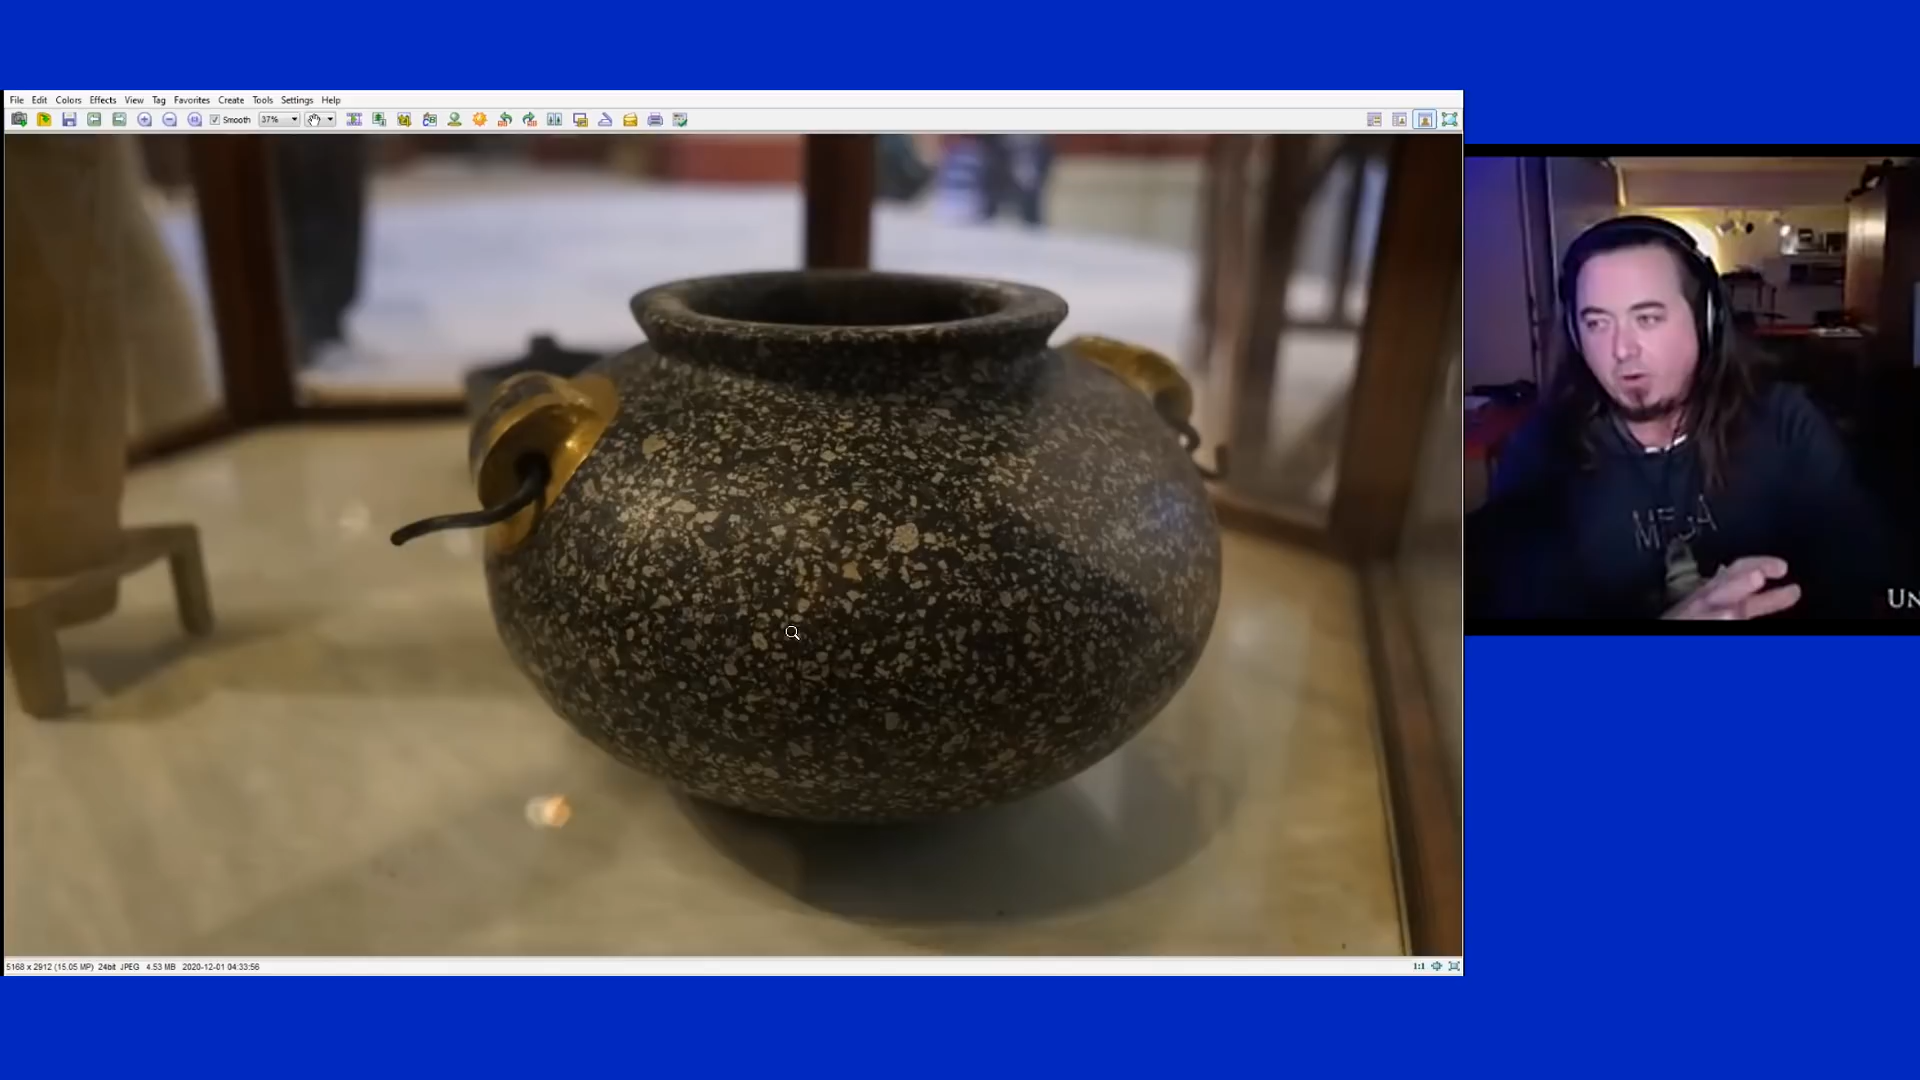 File Edit Colors Effects View Tag Favorites Create Tools Settings Help
Smooth 37%
UN
5168 x 2912 (15.05 MP) 24bit JPEG 4.53 MB 2020-12-01 04:33:56
1:1